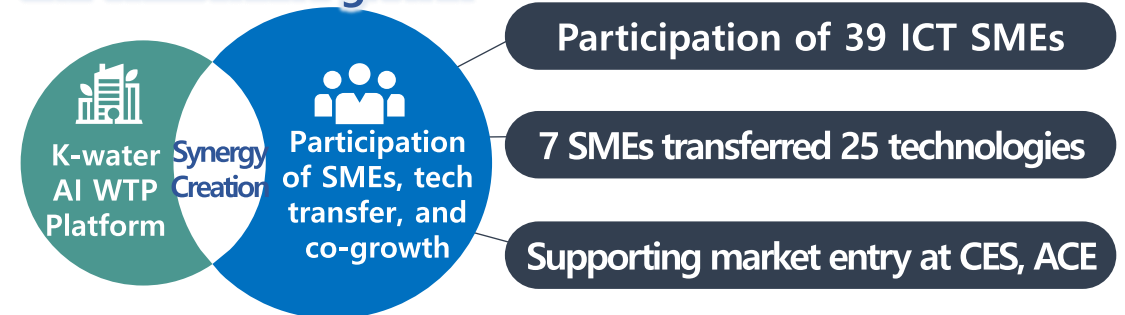 K-water
AI WTP
Platform
Synergy
Creation
Participation
of SMEs, tech
transfer, and
co-growth
Participation of 39 ICT SMEs
7 SMEs transferred 25 technologies
Supporting market entry at CES, ACE